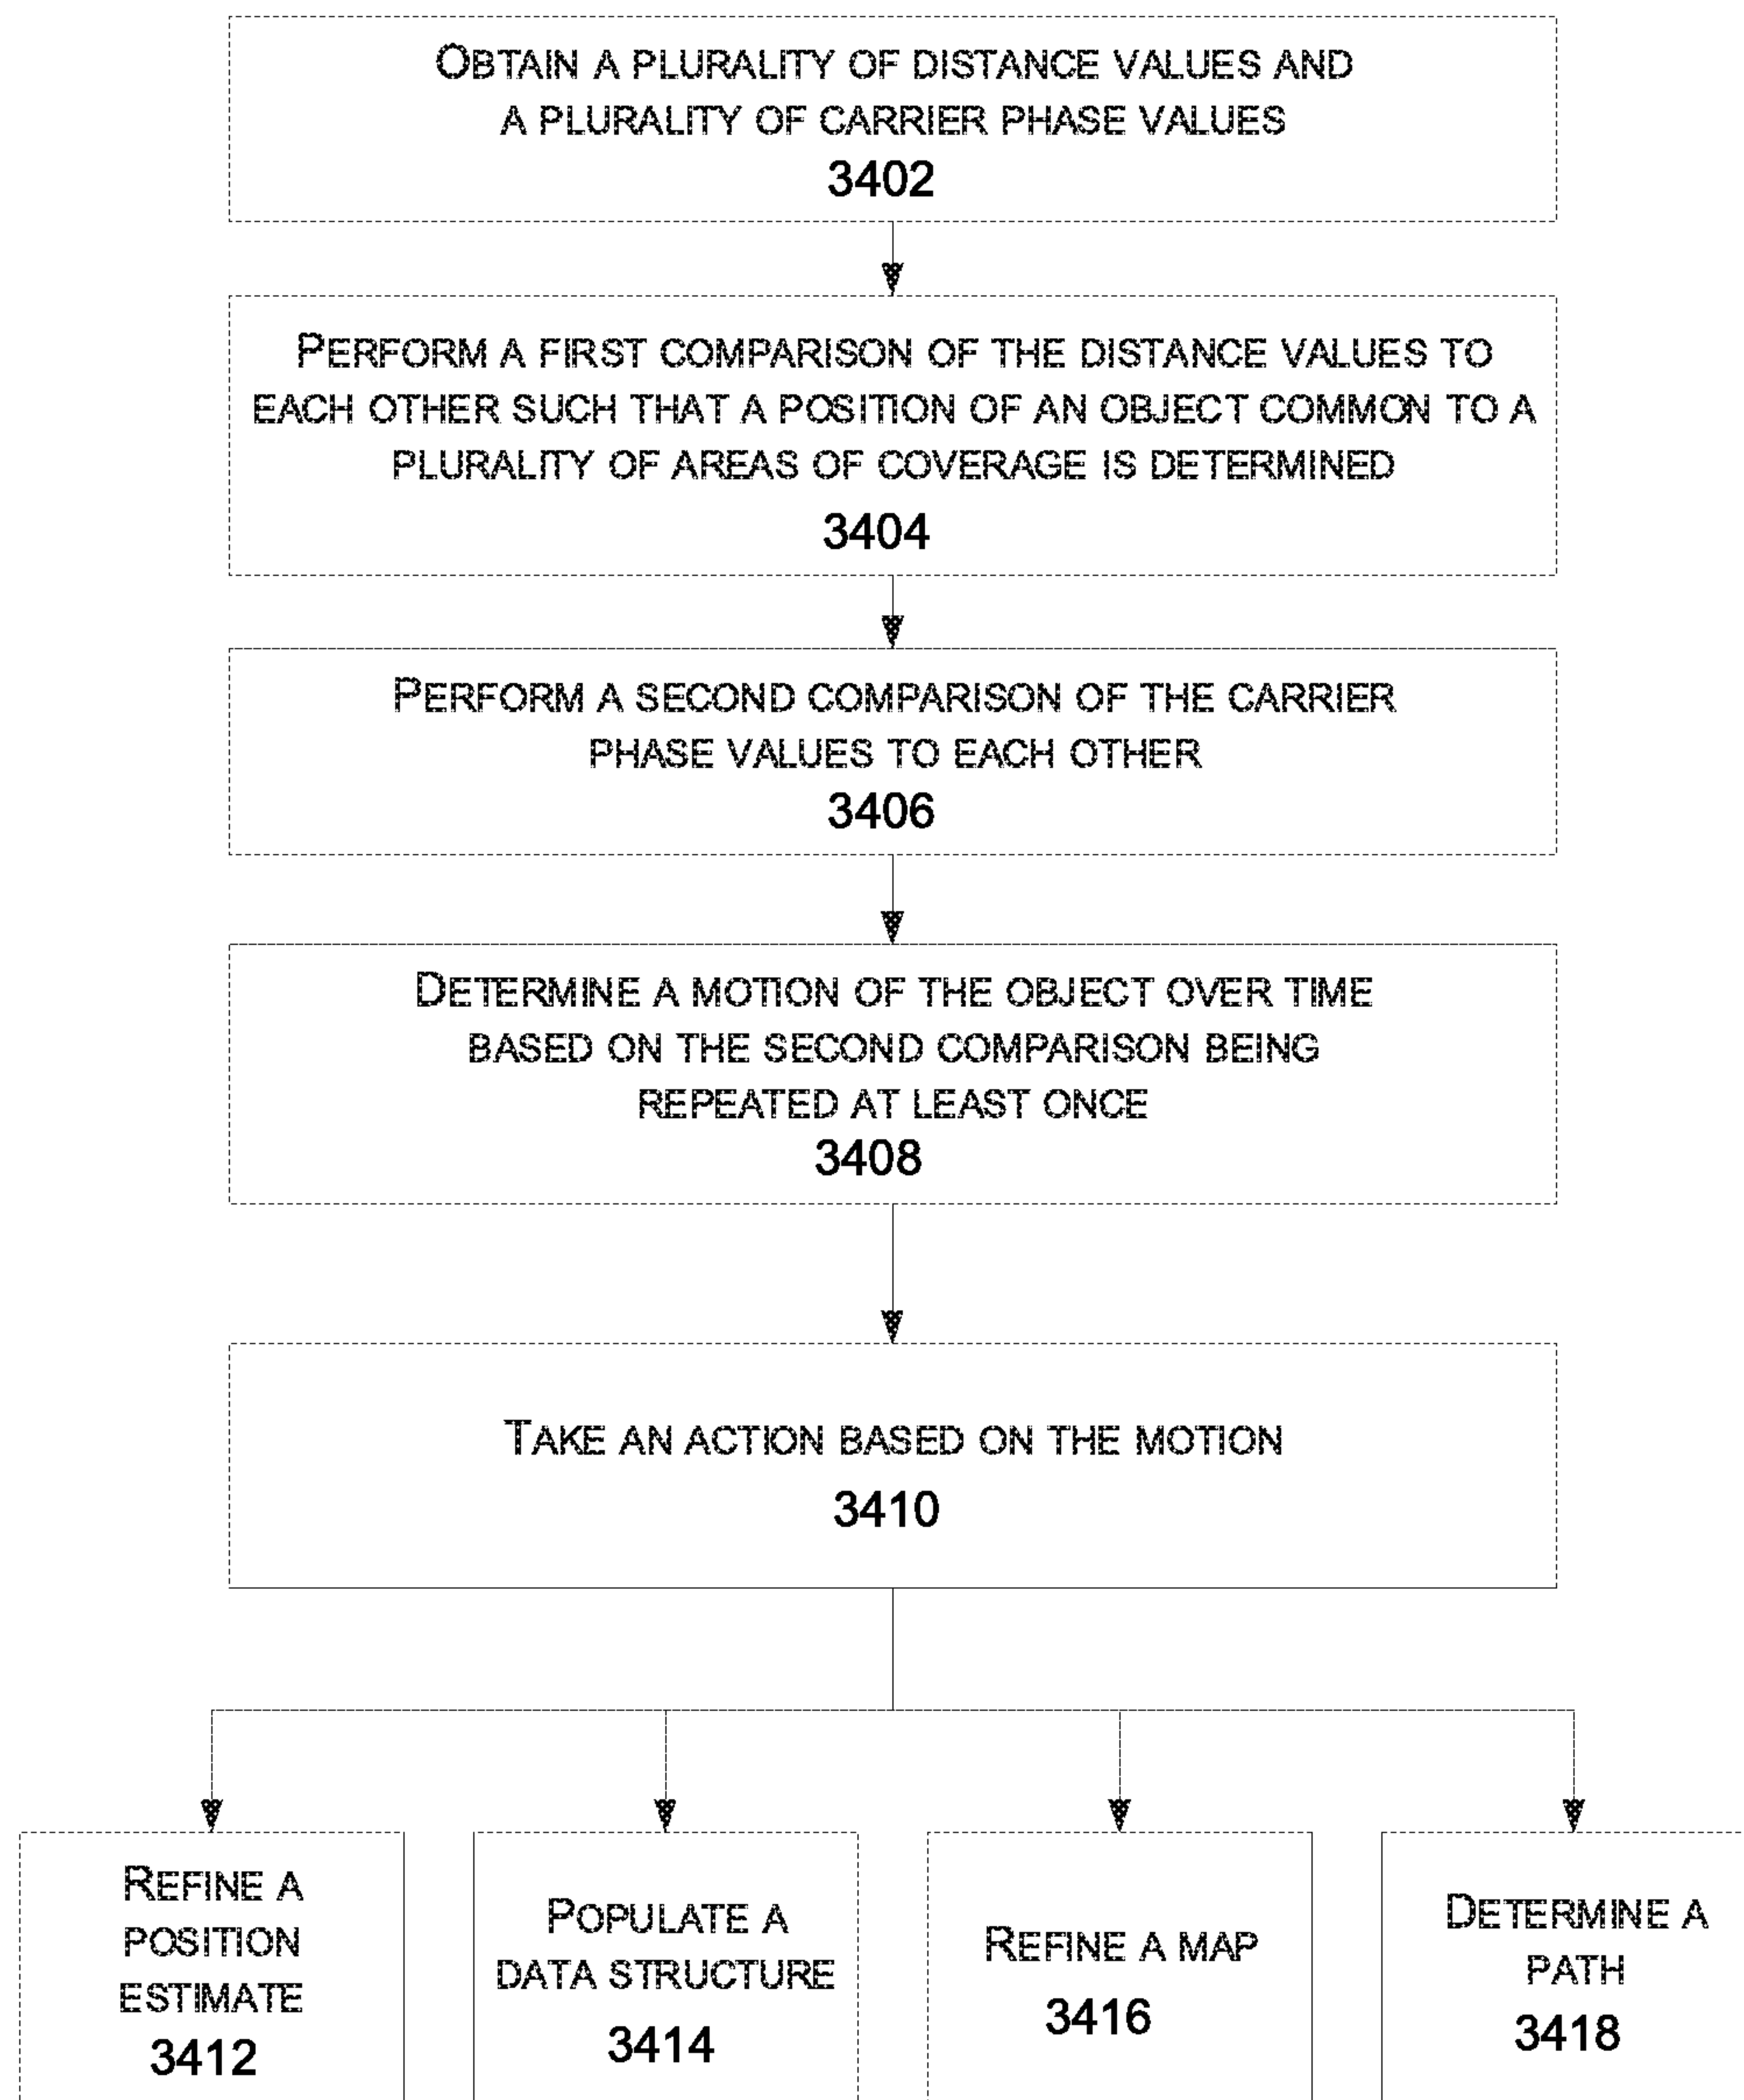 OBTAIN A PLURALITY OF DISTANCE VALUES AND
A PLURALITY OF CARRIER PHASE VALUES
3402
PERFORM A FIRST COMPARISON OF THE DISTANCE VALUES TO
EACH OTHER SUCH THAT A POSITION OF AN OBJECT COMMON TO A
PLURALITY OF AREAS OF COVERAGE IS DETERMINED
3404
PERFORM A SECOND COMPARISON OF THE CARRIER
PHASE VALUES TO EACH OTHER
3406
DETERMINE A MOTION OF THE OBJECT OVER TIME
BASED ON THE SECOND COMPARISON BEING
REPEATED AT LEAST ONCE
3408
TAKE AN ACTION BASED ON THE MOTION
3410
REFINE A
POSITION
ESTIMATE
3412
POPULATE A
DATA STRUCTURE
3414
REFINE A MAP
3416
DETERMINE A
PATH
3418